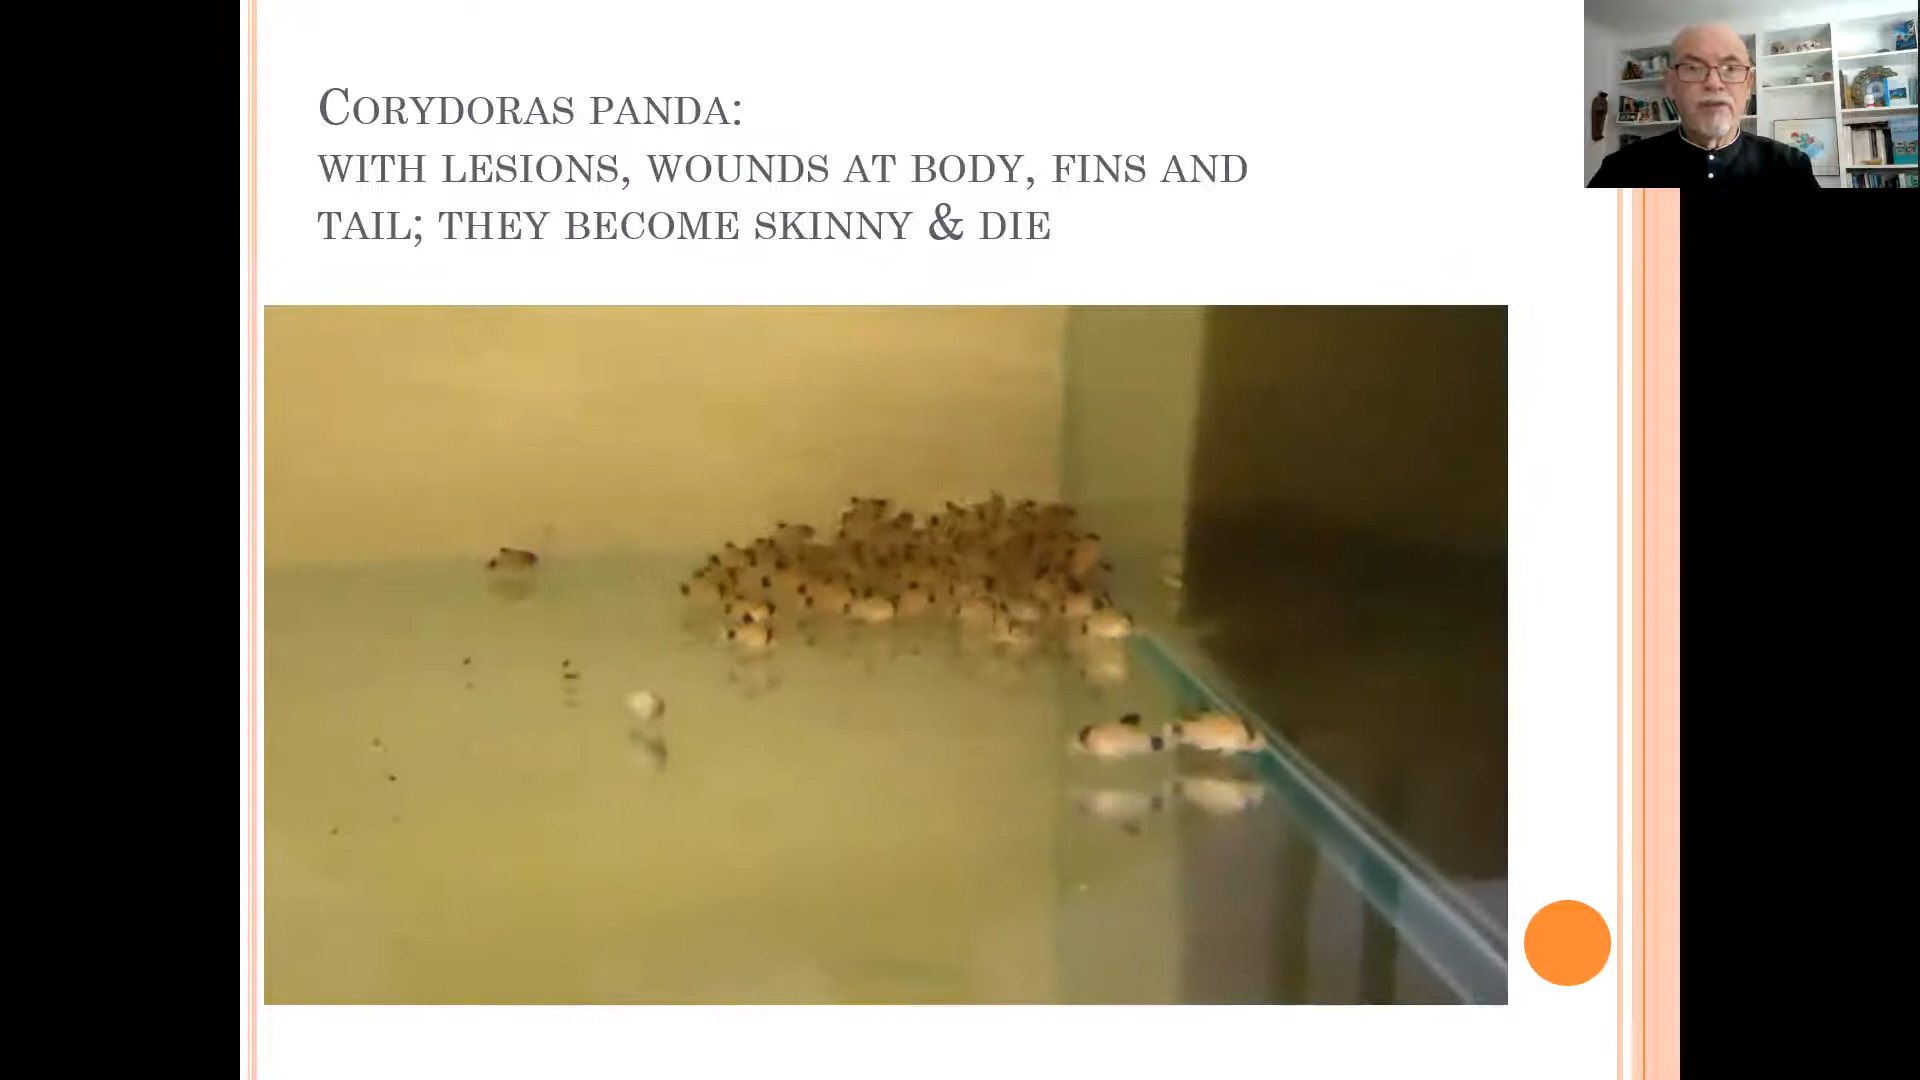 Corydoras panda:
with lesions, wounds at body, fins and
tail; they become skinny & die